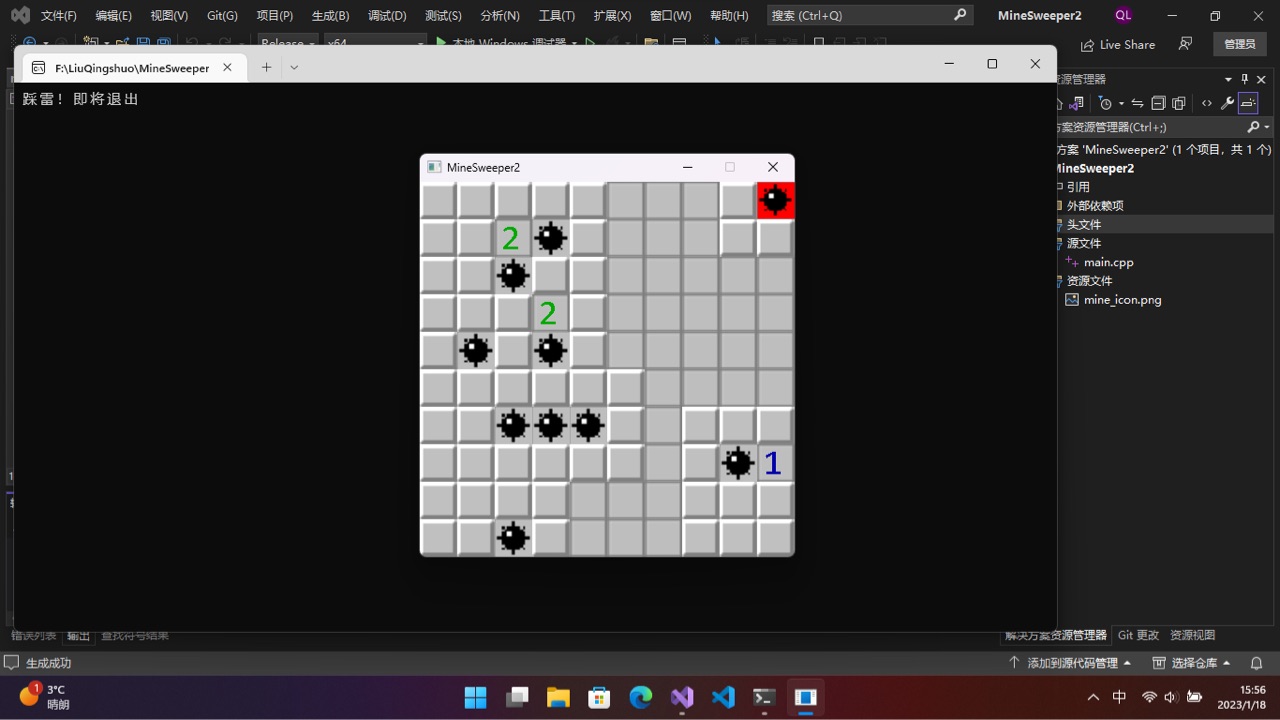 文件(F) 编辑(E) 视图(V) Git(G) 项目(P) 生成(B) 调试(D) 测试(S) 分析(N) 工具(T) 扩展(X) 窗口(W) 帮助(H) 搜索 (Ctrl+Q) MineSweeper2 QL
Release x64 本地 Windows 调试器 Live Share 管理员
F:\LiuQingshuo\MineSweeper
踩雷！即将退出
MineSweeper2
2
2
1
资源管理器
方案资源管理器(Ctrl+;)
方案 'MineSweeper2' (1 个项目，共 1 个)
MineSweeper2
引用
外部依赖项
头文件
源文件
main.cpp
资源文件
mine_icon.png
错误列表 输出 查找符号结果
解决方案资源管理器 Git 更改 资源视图
生成成功 添加到源代码管理 选择仓库
1 3°C
晴朗
中 15:56
2023/1/18